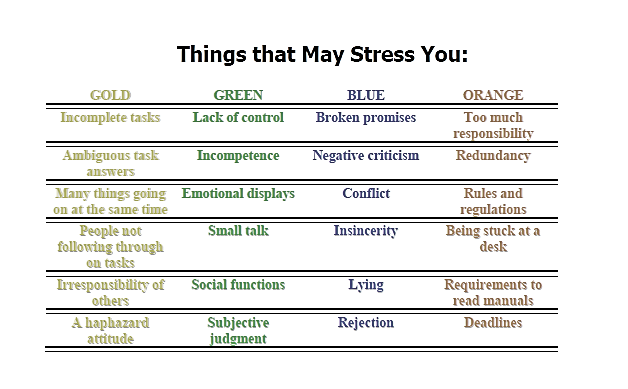 Things that May Stress You:
GOLD GREEN BLUE ORANGE
Incomplete tasks Lack of control Broken promises Too much
responsibility
Ambiguous task Incompetence Negative criticism Redundancy
answers
Many things going Emotional displays Conflict Rules and
on at the same time regulations
People not Small talk Insincerity Being stuck at a
following through desk
on tasks
Irresponsibility of Social functions Lying Requirements to
others read manuals
A haphazard Subjective Rejection Deadlines
attitude judgment